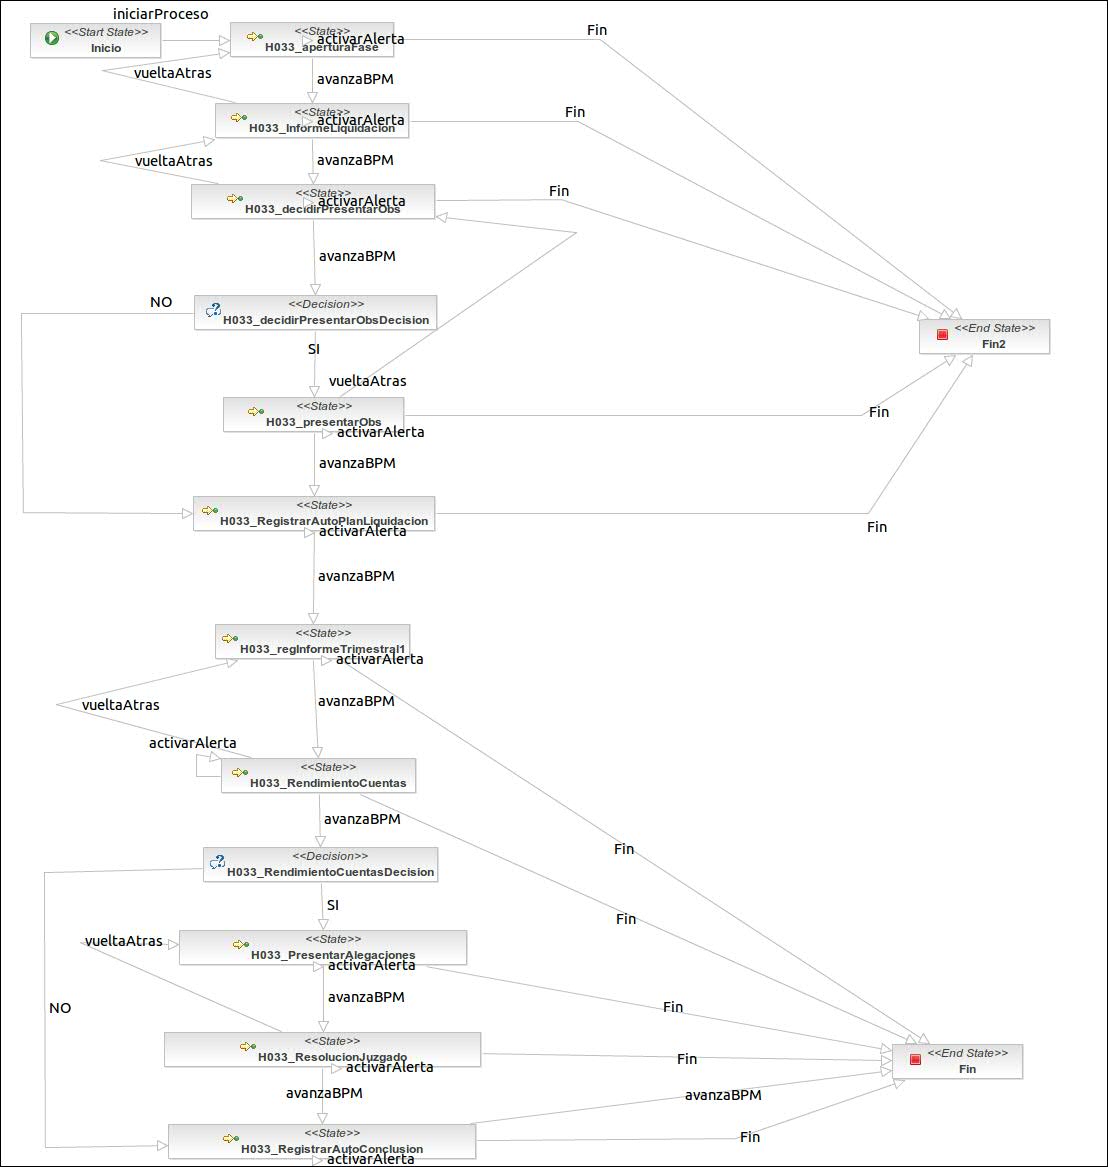 iniciarProceso
<<Start State>>
Inicio
<<State>>
activarAlerta
H033_aperturaFase
Fin
vueltaAtras
avanzaBPM
<<State>>
activarAlerta
H033_InformeLiquidacion
Fin
vueltaAtras
avanzaBPM
<<State>>
activarAlerta
H033_decidirPresentarObs
Fin
avanzaBPM
NO
<<Decision>>
H033_decidirPresentarObsDecision
<<End State>>
Fin2
SI
vueltaAtras
<<State>>
H033_presentarObs
activarAlerta
Fin
avanzaBPM
<<State>>
H033_RegistrarAutoPlanLiquidacion
activarAlerta
Fin
avanzaBPM
<<State>>
H033_regInformeTrimestral1
activarAlerta
vueltaAtras
avanzaBPM
activarAlerta
<<State>>
H033_RendimientoCuentas
avanzaBPM
Fin
<<Decision>>
H033_RendimientoCuentasDecision
SI
Fin
vueltaAtras
<<State>>
H033_PresentarAlegaciones
activarAlerta
NO
avanzaBPM
Fin
<<State>>
H033_ResolucionJuzgado
activarAlerta
Fin
<<End State>>
Fin
avanzaBPM
avanzaBPM
<<State>>
H033_RegistrarAutoConclusion
activarAlerta
Fin